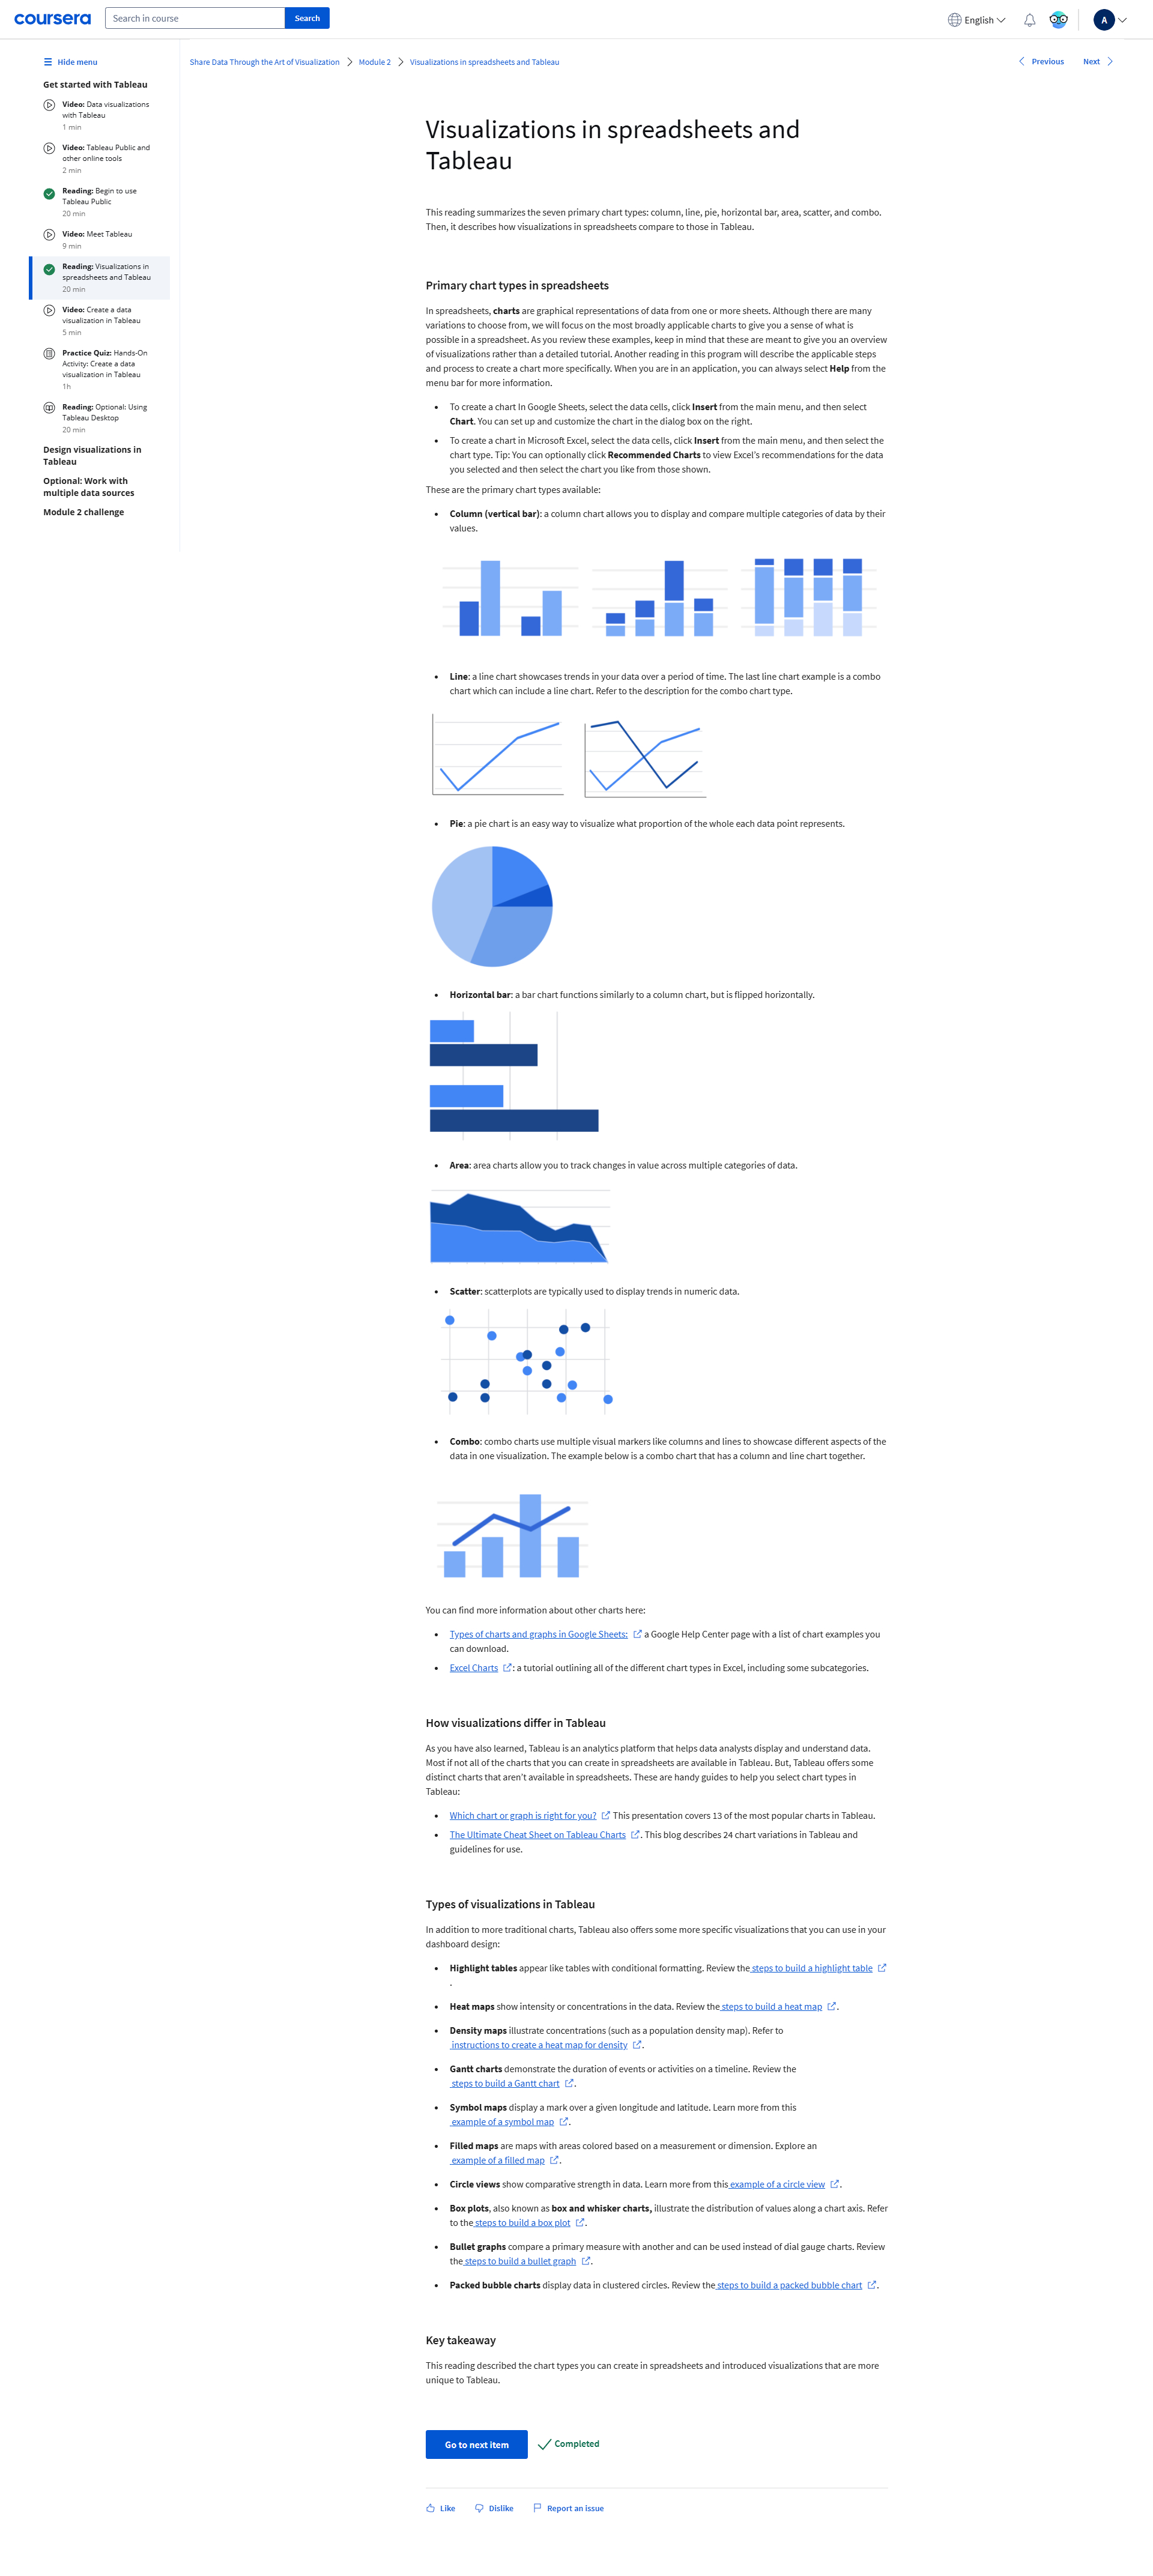 coursera
Search in course
Search
English
A
Hide menu
Get started with Tableau
Video: Data visualizations
with Tableau
1 min
Video: Tableau Public and
other online tools
2 min
Reading: Begin to use
Tableau Public
20 min
Video: Meet Tableau
9 min
Reading: Visualizations in
spreadsheets and Tableau
20 min
Video: Create a data
visualization in Tableau
5 min
Practice Quiz: Hands-On
Activity: Create a data
visualization in Tableau
1h
Reading: Optional: Using
Tableau Desktop
20 min
Design visualizations in
Tableau
Optional: Work with
multiple data sources
Module 2 challenge
Share Data Through the Art of Visualization
Module 2
Visualizations in spreadsheets and Tableau
Previous
Next
Visualizations in spreadsheets and
Tableau
This reading summarizes the seven primary chart types: column, line, pie, horizontal bar, area, scatter, and combo.
Then, it describes how visualizations in spreadsheets compare to those in Tableau.
Primary chart types in spreadsheets
In spreadsheets, charts are graphical representations of data from one or more sheets. Although there are many
variations to choose from, we will focus on the most broadly applicable charts to give you a sense of what is
possible in a spreadsheet. As you review these examples, keep in mind that these are meant to give you an overview
of visualizations rather than a detailed tutorial. Another reading in this program will describe the applicable steps
and process to create a chart more specifically. When you are in an application, you can always select Help from the
menu bar for more information.
• To create a chart In Google Sheets, select the data cells, click Insert from the main menu, and then select
Chart. You can set up and customize the chart in the dialog box on the right.
• To create a chart in Microsoft Excel, select the data cells, click Insert from the main menu, and then select the
chart type. Tip: You can optionally click Recommended Charts to view Excel's recommendations for the data
you selected and then select the chart you like from those shown.
These are the primary chart types available:
• Column (vertical bar): a column chart allows you to display and compare multiple categories of data by their
values.
• Line: a line chart showcases trends in your data over a period of time. The last line chart example is a combo
chart which can include a line chart. Refer to the description for the combo chart type.
• Pie: a pie chart is an easy way to visualize what proportion of the whole each data point represents.
• Horizontal bar: a bar chart functions similarly to a column chart, but is flipped horizontally.
• Area: area charts allow you to track changes in value across multiple categories of data.
• Scatter: scatterplots are typically used to display trends in numeric data.
• Combo: combo charts use multiple visual markers like columns and lines to showcase different aspects of the
data in one visualization. The example below is a combo chart that has a column and line chart together.
You can find more information about other charts here:
• Types of charts and graphs in Google Sheets: a Google Help Center page with a list of chart examples you
can download.
• Excel Charts : a tutorial outlining all of the different chart types in Excel, including some subcategories.
How visualizations differ in Tableau
As you have also learned, Tableau is an analytics platform that helps data analysts display and understand data.
Most if not all of the charts that you can create in spreadsheets are available in Tableau. But, Tableau offers some
distinct charts that aren't available in spreadsheets. These are handy guides to help you select chart types in
Tableau:
• Which chart or graph is right for you? This presentation covers 13 of the most popular charts in Tableau.
• The Ultimate Cheat Sheet on Tableau Charts . This blog describes 24 chart variations in Tableau and
guidelines for use.
Types of visualizations in Tableau
In addition to more traditional charts, Tableau also offers some more specific visualizations that you can use in your
dashboard design:
• Highlight tables appear like tables with conditional formatting. Review the steps to build a highlight table
.
• Heat maps show intensity or concentrations in the data. Review the steps to build a heat map .
• Density maps illustrate concentrations (such as a population density map). Refer to
instructions to create a heat map for density .
• Gantt charts demonstrate the duration of events or activities on a timeline. Review the
steps to build a Gantt chart .
• Symbol maps display a mark over a given longitude and latitude. Learn more from this
example of a symbol map .
• Filled maps are maps with areas colored based on a measurement or dimension. Explore an
example of a filled map .
• Circle views show comparative strength in data. Learn more from this example of a circle view .
• Box plots, also known as box and whisker charts, illustrate the distribution of values along a chart axis. Refer
to the steps to build a box plot .
• Bullet graphs compare a primary measure with another and can be used instead of dial gauge charts. Review
the steps to build a bullet graph .
• Packed bubble charts display data in clustered circles. Review the steps to build a packed bubble chart .
Key takeaway
This reading described the chart types you can create in spreadsheets and introduced visualizations that are more
unique to Tableau.
Go to next item
Completed
Like
Dislike
Report an issue